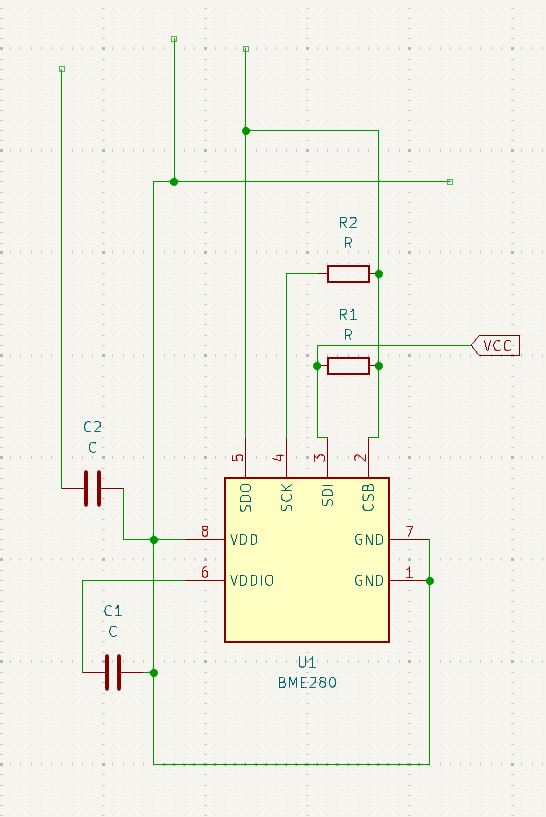 R2
R
R1
R
VCC
C2
C
5
4
3
2
SDO
SCK
SDI
CSB
8
VDD
GND
7
6
VDDIO
GND
1
C1
C
U1
BME280